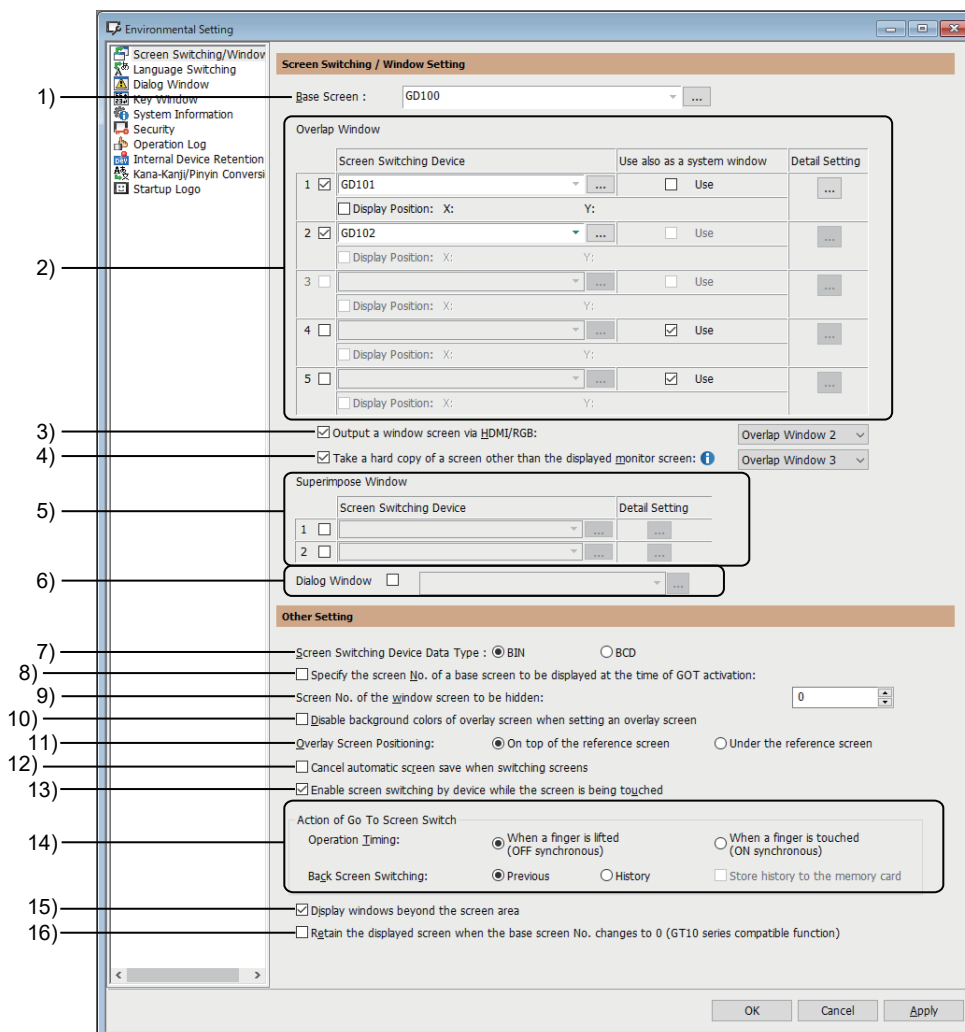 Environmental Setting
Screen Switching/Window
Language Switching
Dialog Window
Key Window
System Information
Security
Operation Log
Internal Device Retention
Kana-Kanji/Pinyin Conversi
Startup Logo
Screen Switching / Window Setting
1) Base Screen : GD100 ...
2) Overlap Window
Screen Switching Device Use also as a system window Detail Setting
1 GD101 ... Use ...
Display Position: X: Y:
2 GD102 ... Use ...
Display Position: X: Y:
3 ... Use ...
Display Position: X: Y:
4 ... Use ...
Display Position: X: Y:
5 ... Use ...
Display Position: X: Y:
3) Output a window screen via HDMI/RGB: Overlap Window 2
4) Take a hard copy of a screen other than the displayed monitor screen: Overlap Window 3
5) Superimpose Window
Screen Switching Device Detail Setting
1 ... ...
2 ... ...
6) Dialog Window ...
Other Setting
7) Screen Switching Device Data Type : BIN BCD
8) Specify the screen No. of a base screen to be displayed at the time of GOT activation:
9) Screen No. of the window screen to be hidden: 0
10) Disable background colors of overlay screen when setting an overlay screen
11) Overlay Screen Positioning: On top of the reference screen Under the reference screen
12) Cancel automatic screen save when switching screens
13) Enable screen switching by device while the screen is being touched
14) Action of Go To Screen Switch
Operation Timing: When a finger is lifted (OFF synchronous) When a finger is touched (ON synchronous)
Back Screen Switching: Previous History Store history to the memory card
15) Display windows beyond the screen area
16) Retain the displayed screen when the base screen No. changes to 0 (GT10 series compatible function)
OK Cancel Apply